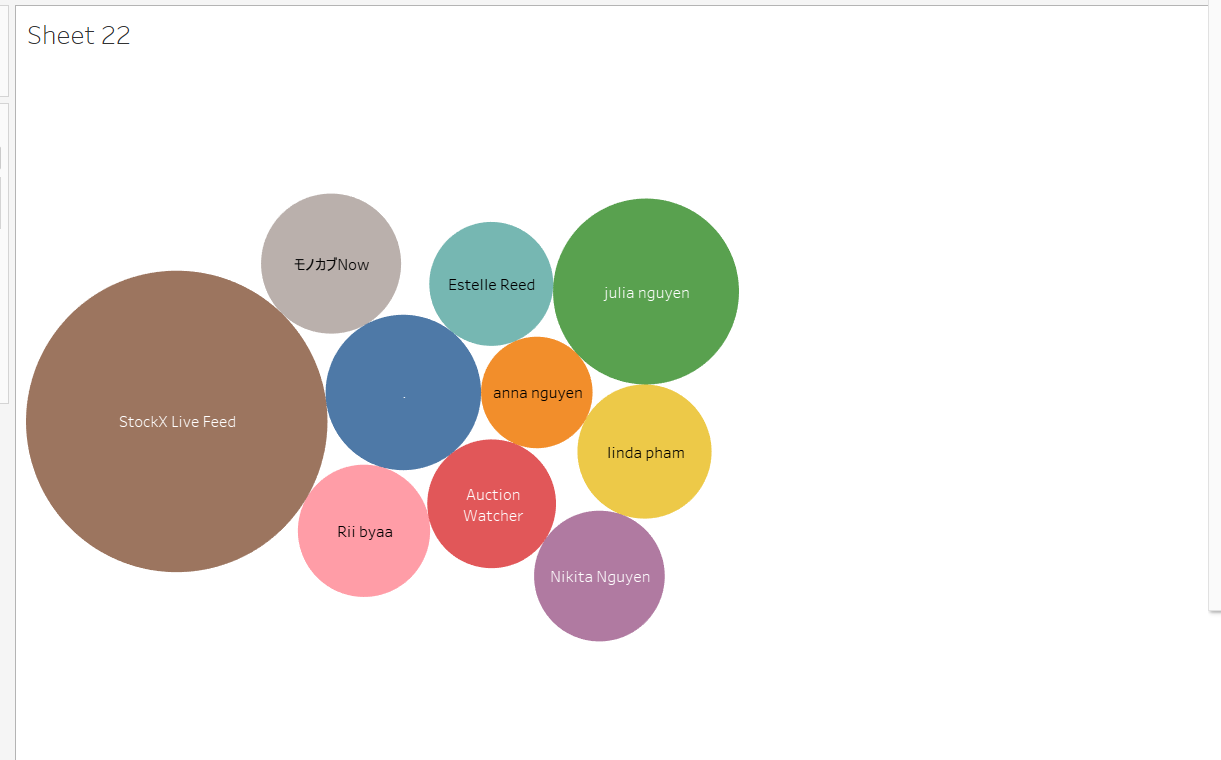 Sheet 22
モノカブNow
Estelle Reed
julia nguyen
StockX Live Feed
.
anna nguyen
linda pham
Auction
Watcher
Rii byaa
Nikita Nguyen